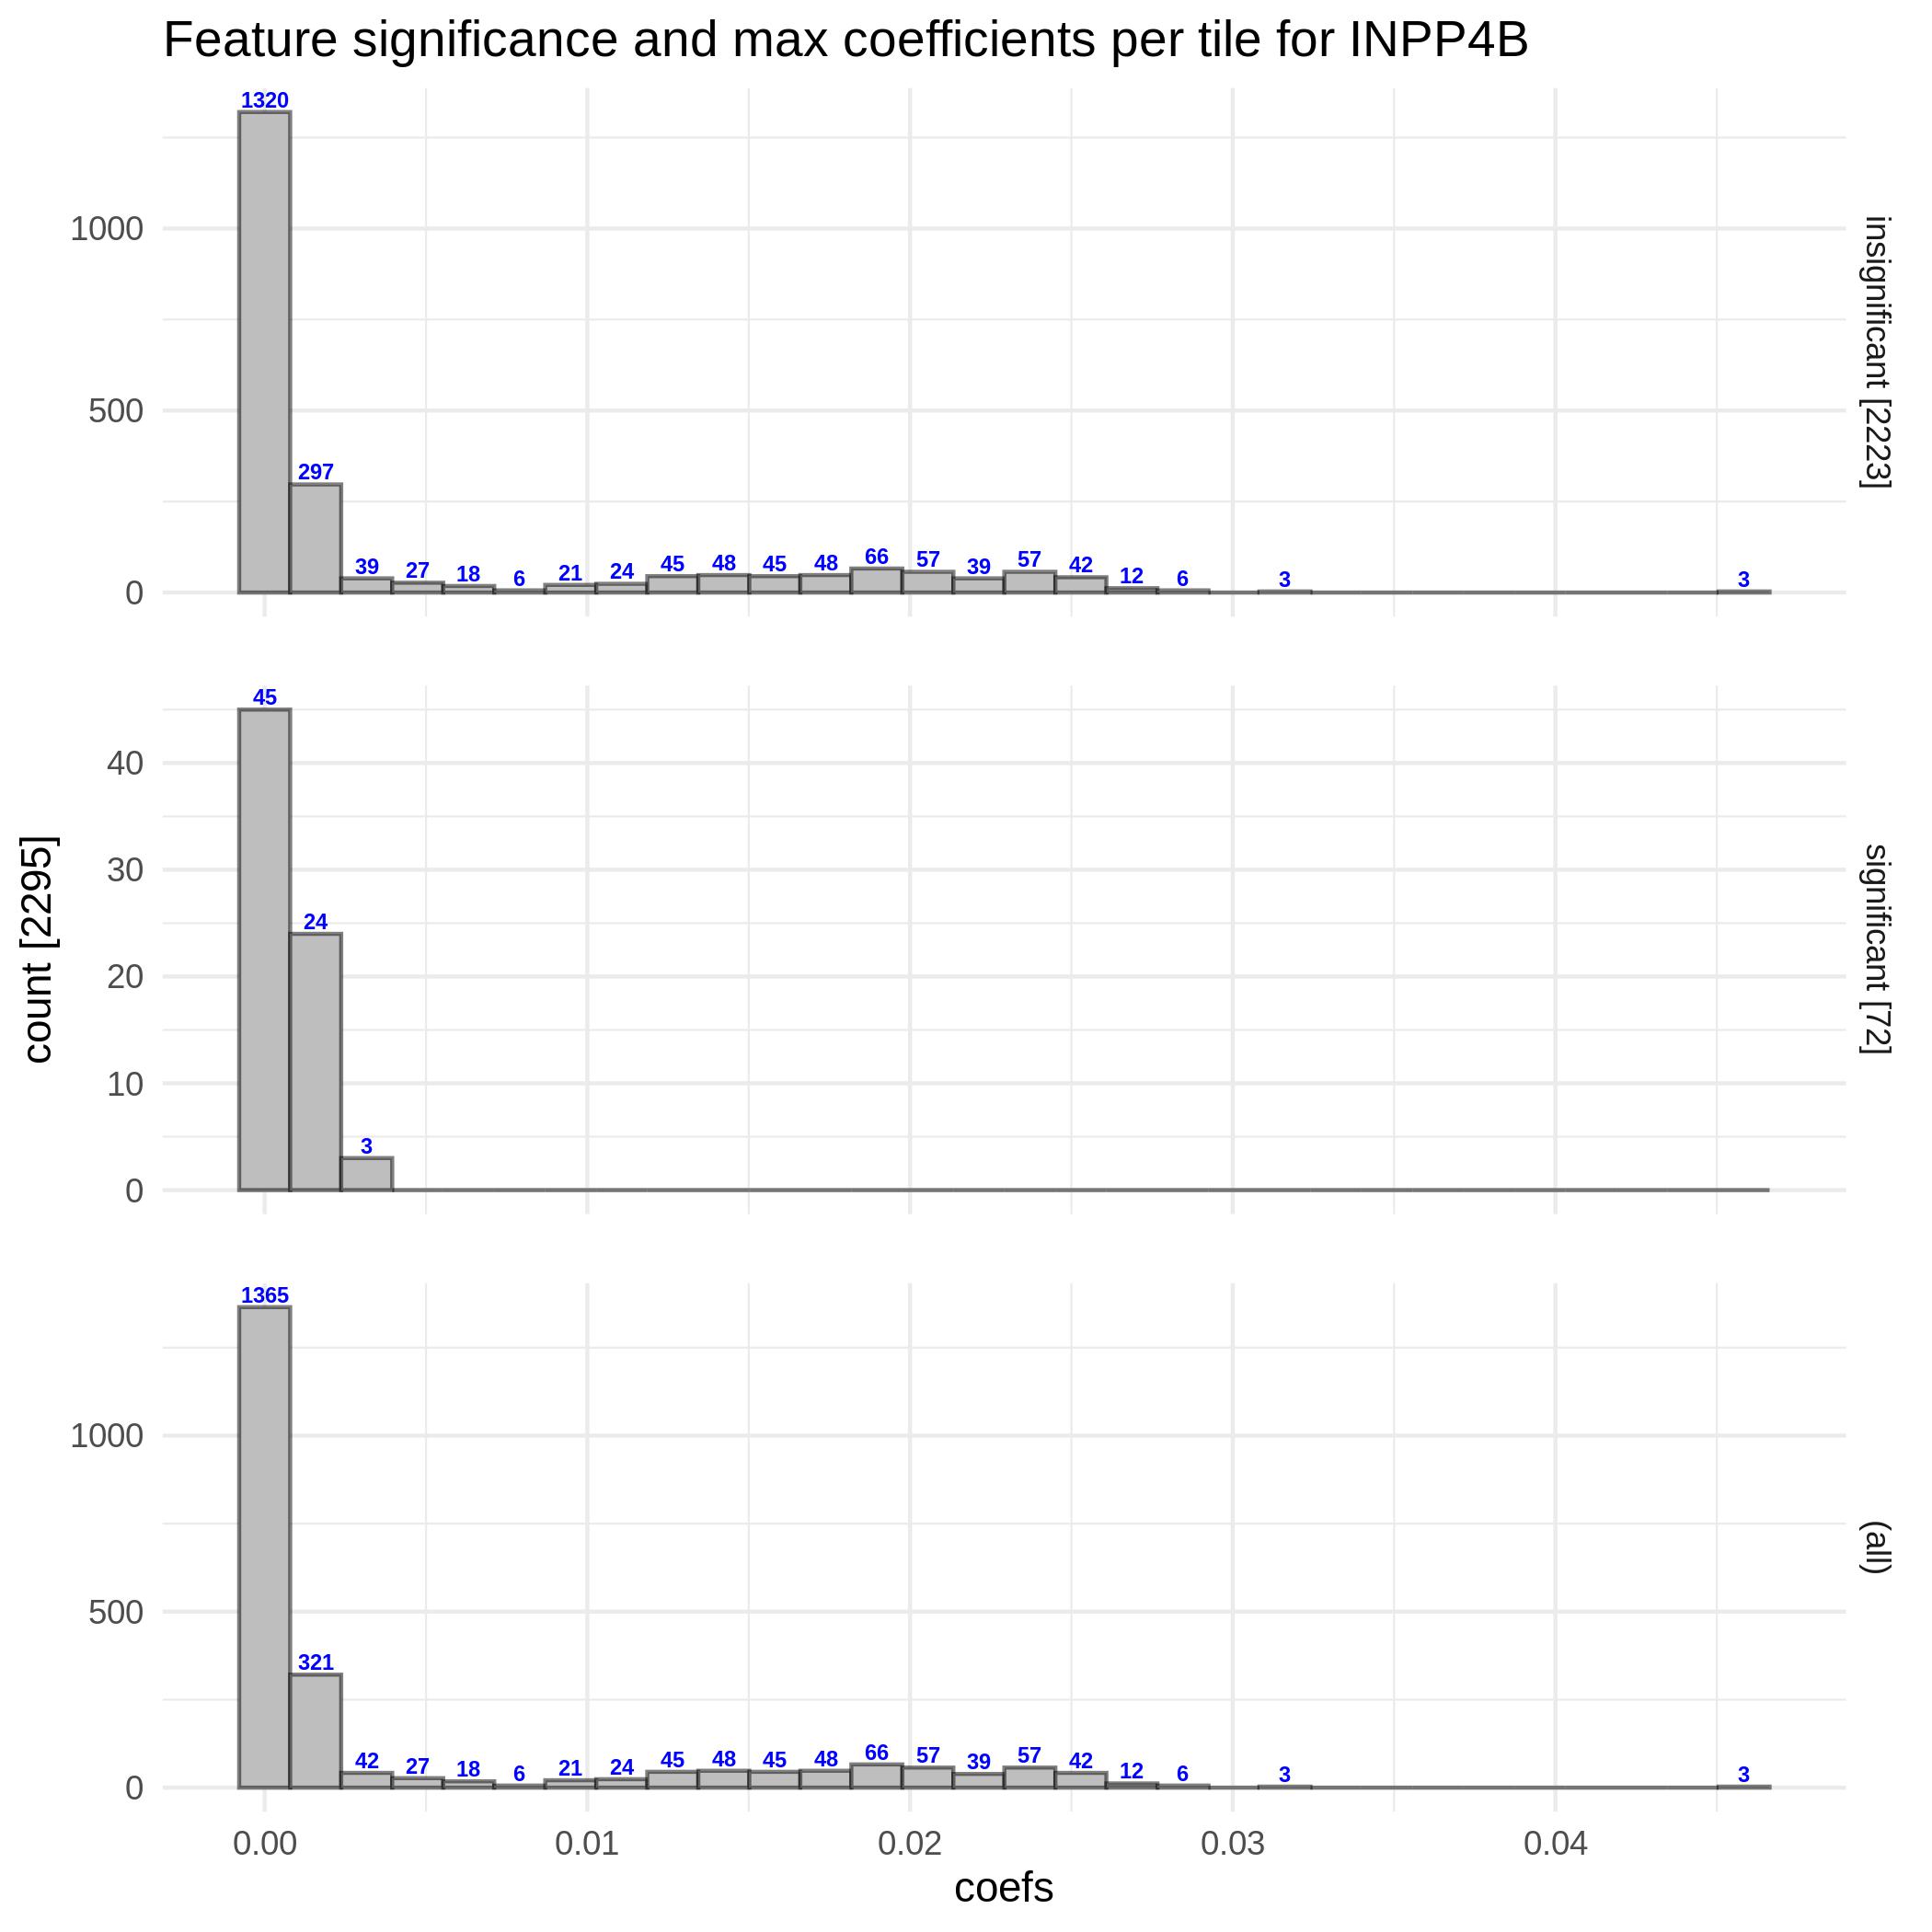 Feature significance and max coefficients per tile for INPP4B
1320
297
39 27 18 6 21 24 45 48 45 48 66 57 39 57 42 12 6 3 3
1000
500
0
insignificant [2223]
45
24
3
40
30
20
10
0
significant [72]
count [2295]
1365
321
42 27 18 6 21 24 45 48 45 48 66 57 39 57 42 12 6 3 3
1000
500
0
(all)
0.00 0.01 0.02 0.03 0.04
coefs